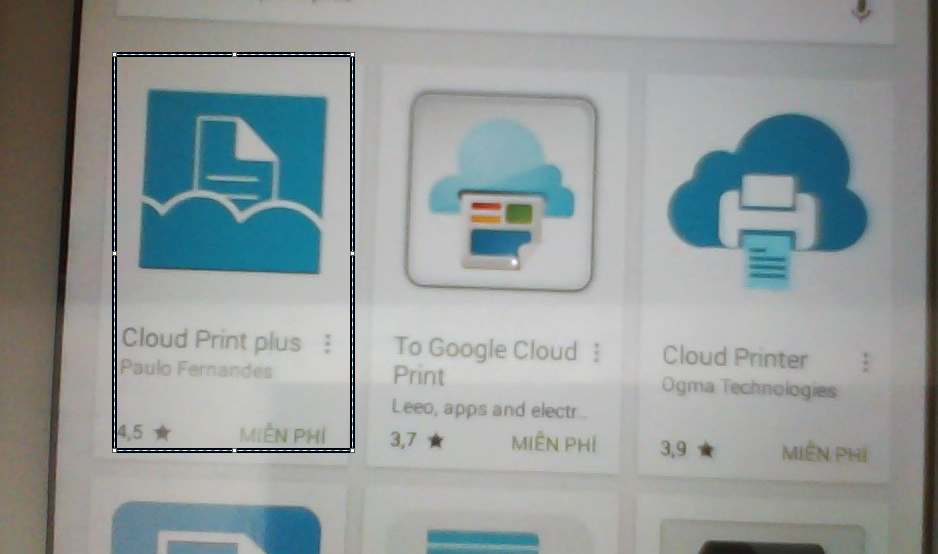 Cloud Print plus
Paulo Fernandes
4,5 ★ MIỄN PHÍ
To Google Cloud
Print
Leeo, apps and electr...
3,7 ★ MIỄN PHÍ
Cloud Printer
Ogma Technologies
3,9 ★ MIỄN PHÍ